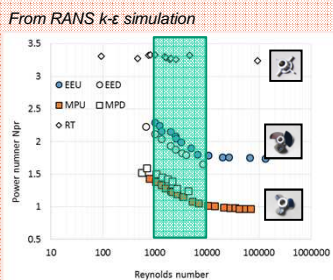 From RANS k-ε simulation
3.5
3
2.5
2
1.5
1
0.5
Power numner Npr
EEU EED
MPU MPD
RT
10 100 1000 10000 100000 1000000
Reynolds number